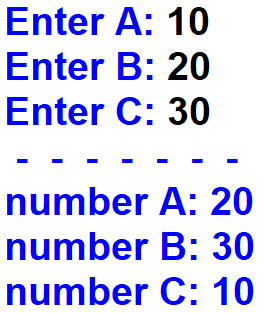 Enter A: 10
Enter B: 20
Enter C: 30
- - - - - - -
number A: 20
number B: 30
number C: 10